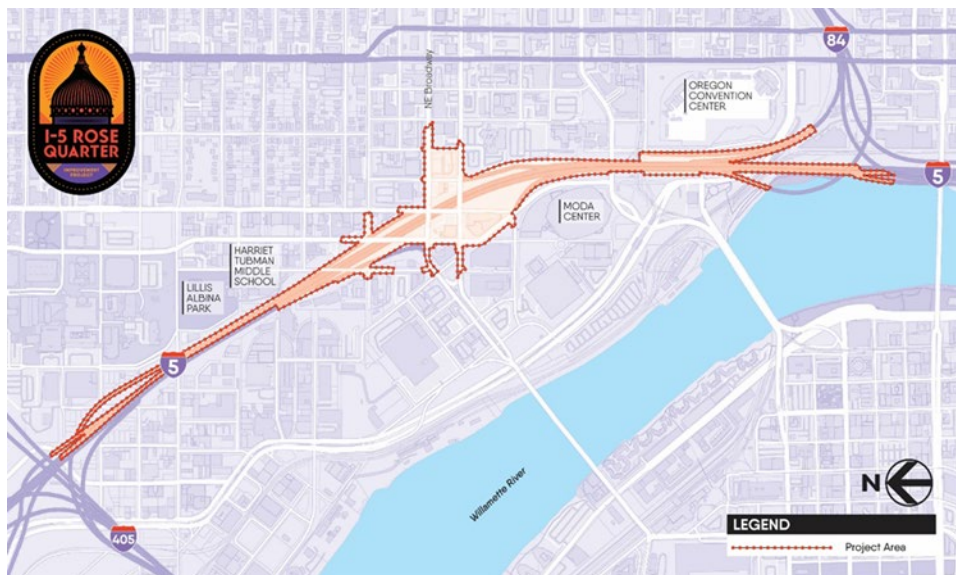 I-5 ROSE
QUARTER
IMPROVEMENT
PROJECT
NE Broadway
84
OREGON
CONVENTION
CENTER
5
MODA
CENTER
HARRIET
TUBMAN
MIDDLE
SCHOOL
LILLIS
ALBINA
PARK
5
Willamette River
N
405
LEGEND
Project Area